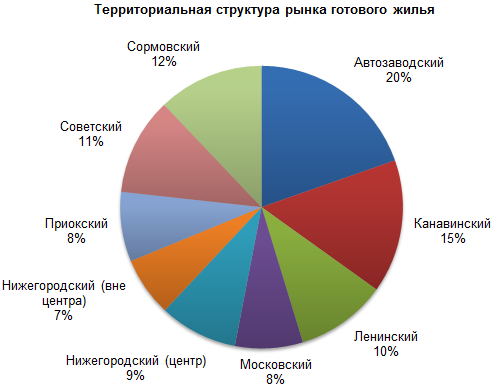 Территориальная структура рынка готового жилья
Автозаводский
20%
Канавинский
15%
Ленинский
10%
Московский
8%
Нижегородский (центр)
9%
Нижегородский (вне
центра)
7%
Приокский
8%
Советский
11%
Сормовский
12%